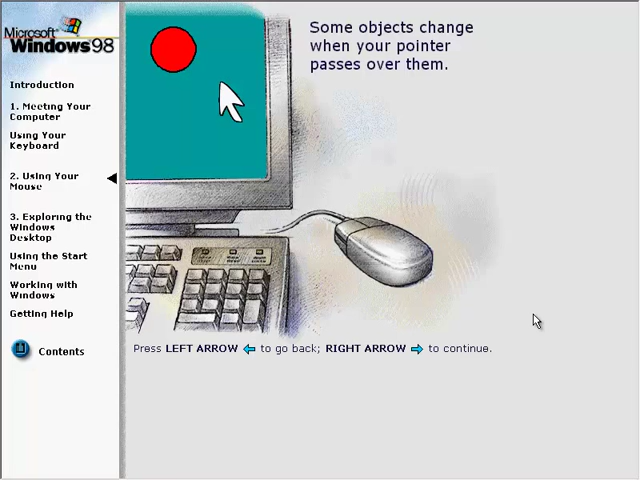 Microsoft
Windows 98
Introduction
1. Meeting Your
Computer
Using Your
Keyboard
2. Using Your
Mouse
3. Exploring the
Windows
Desktop
Using the Start
Menu
Working with
Windows
Getting Help
Contents
Some objects change
when your pointer
passes over them.
Press LEFT ARROW to go back; RIGHT ARROW to continue.